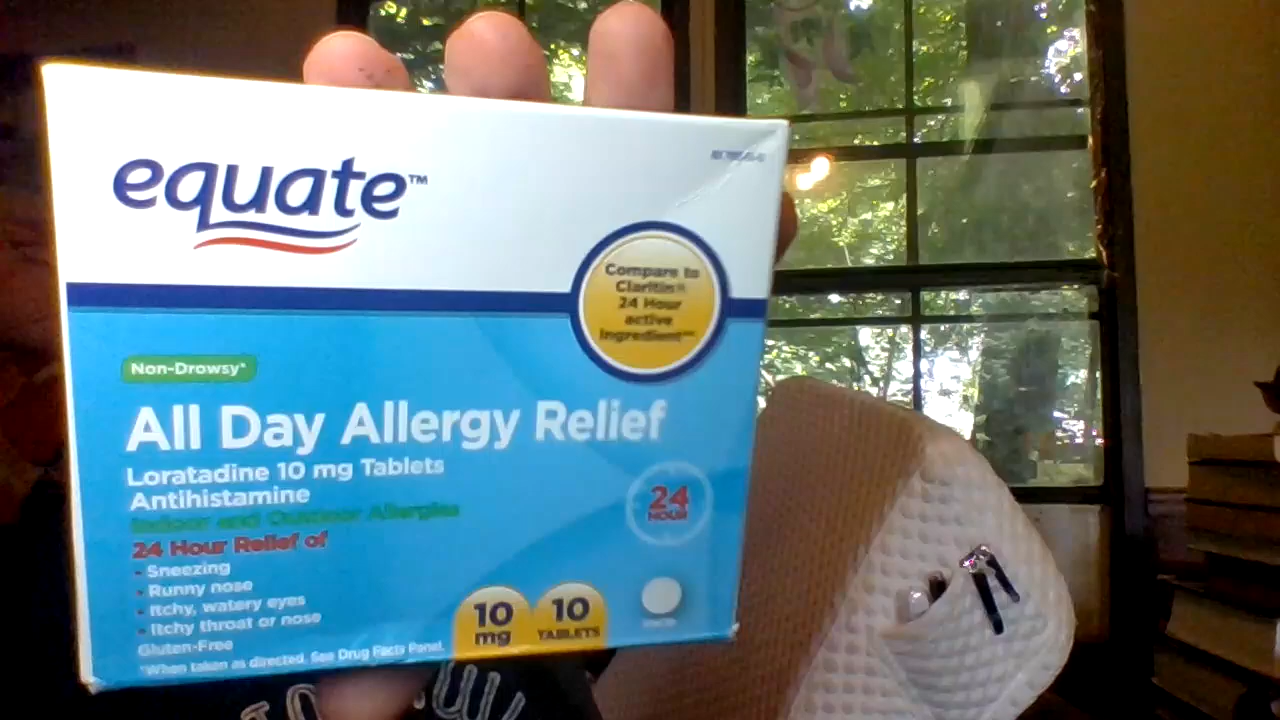 equate™
Compare to
Claritin®
24 Hour
active
ingredient**
Non-Drowsy*
All Day Allergy Relief
Loratadine 10 mg Tablets
Antihistamine
Indoor and Outdoor Allergies
24 Hour Relief of
- Sneezing
- Runny nose
- Itchy, watery eyes
- Itchy throat or nose
Gluten-Free
*When taken as directed. See Drug Facts Panel.
24
HOUR
10
mg
10
TABLETS